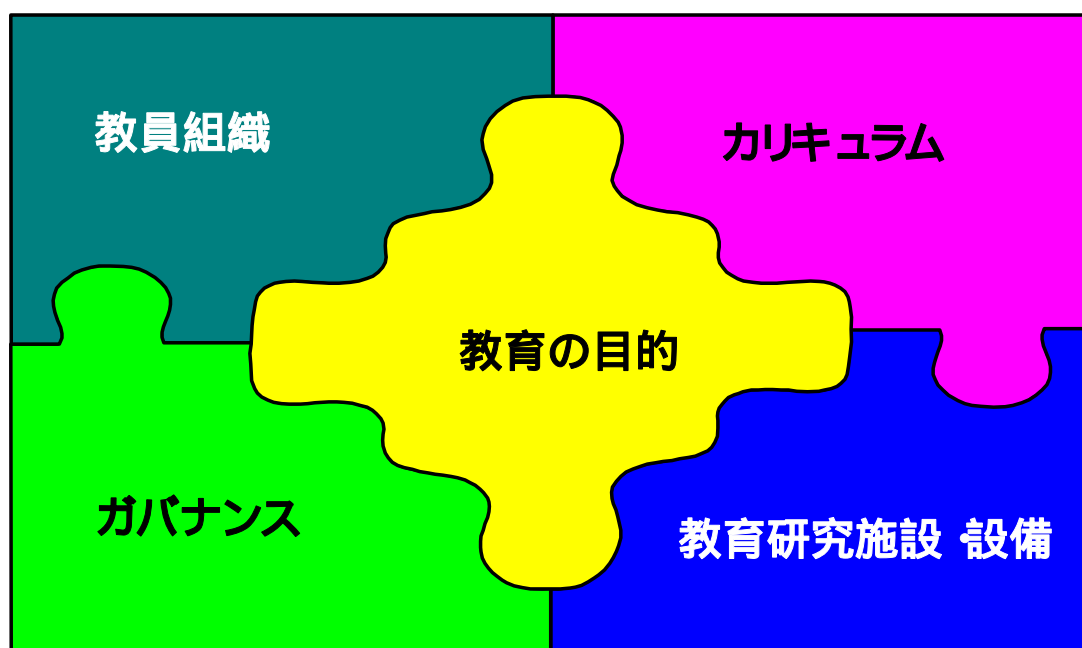 教員組織
カリキュラム
教育の目的
ガバナンス
教育研究施設・設備